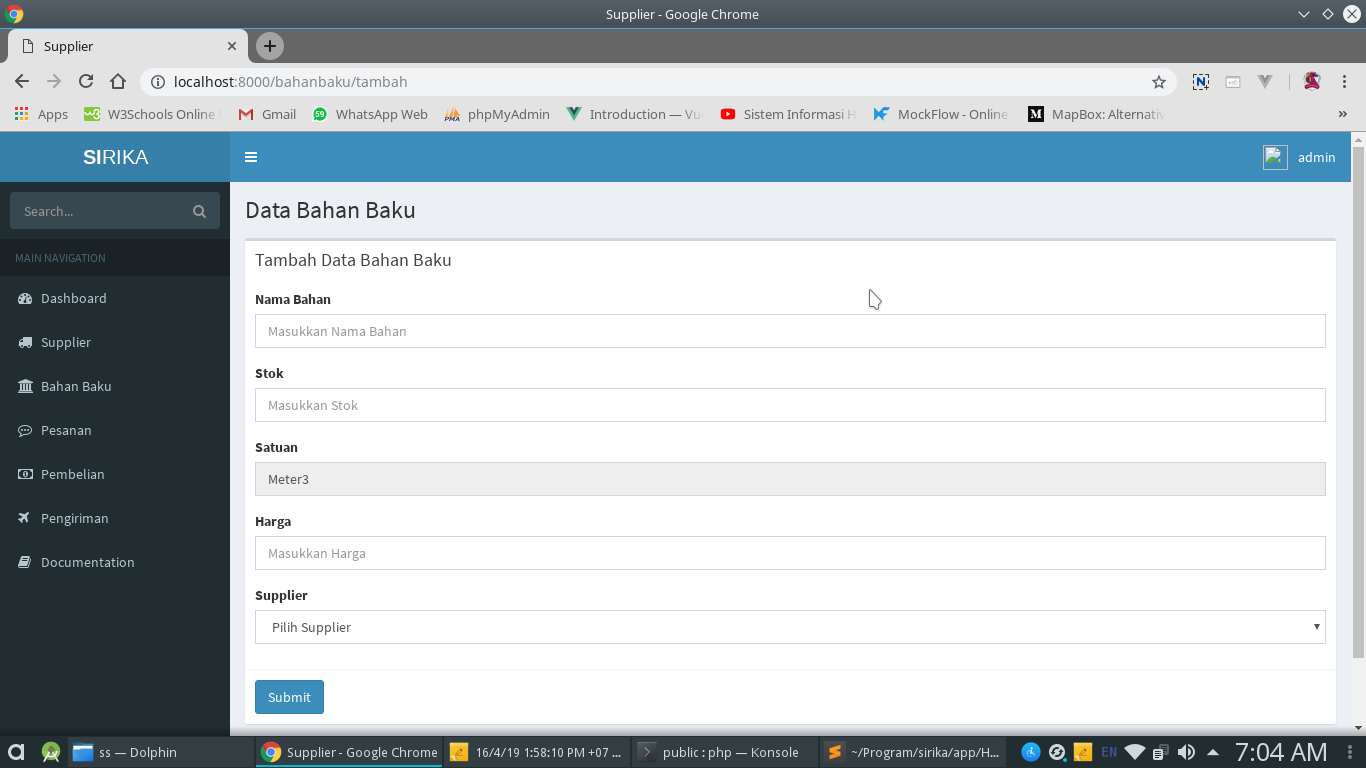 Supplier - Google Chrome
Supplier
localhost:8000/bahanbaku/tambah
Apps
W3Schools Online
Gmail
59
WhatsApp Web
PMA
phpMyAdmin
Introduction — Vu
Sistem Informasi H
MockFlow - Online
M
MapBox: Alternativ
»
SIRIKA
admin
Search...
MAIN NAVIGATION
Dashboard
Supplier
Bahan Baku
Pesanan
Pembelian
Pengiriman
Documentation
Data Bahan Baku
Tambah Data Bahan Baku
Nama Bahan
Masukkan Nama Bahan
Stok
Masukkan Stok
Satuan
Meter3
Harga
Masukkan Harga
Supplier
Pilih Supplier
Submit
ss — Dolphin
Supplier - Google Chrome
16/4/19 1:58:10 PM +07 ...
public : php — Konsole
~/Program/sirika/app/H...
EN
7:04 AM